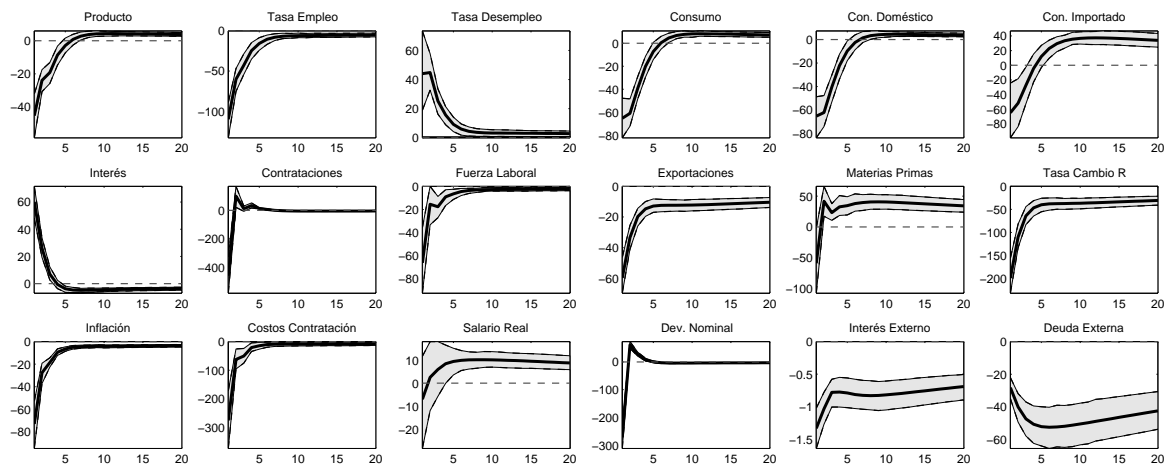 Producto
Tasa Empleo
Tasa Desempleo
Consumo
Con. Doméstico
Con. Importado
0
−20
−40
5 10 15 20
0
−50
−100
5 10 15 20
60
40
20
0
5 10 15 20
0
−20
−40
−60
−80
5 10 15 20
0
−20
−40
−60
−80
5 10 15 20
40
20
0
−20
−40
−60
−80
5 10 15 20
Interés
Contrataciones
Fuerza Laboral
Exportaciones
Materias Primas
Tasa Cambio R
60
40
20
0
5 10 15 20
0
−200
−400
5 10 15 20
0
−20
−40
−60
−80
5 10 15 20
0
−20
−40
−60
5 10 15 20
50
0
−50
−100
5 10 15 20
0
−50
−100
−150
−200
5 10 15 20
Inflación
Costos Contratación
Salario Real
Dev. Nominal
Interés Externo
Deuda Externa
0
−20
−40
−60
−80
5 10 15 20
0
−100
−200
−300
5 10 15 20
10
0
−10
−20
5 10 15 20
0
−100
−200
−300
5 10 15 20
0
−0.5
−1
−1.5
5 10 15 20
0
−20
−40
−60
5 10 15 20